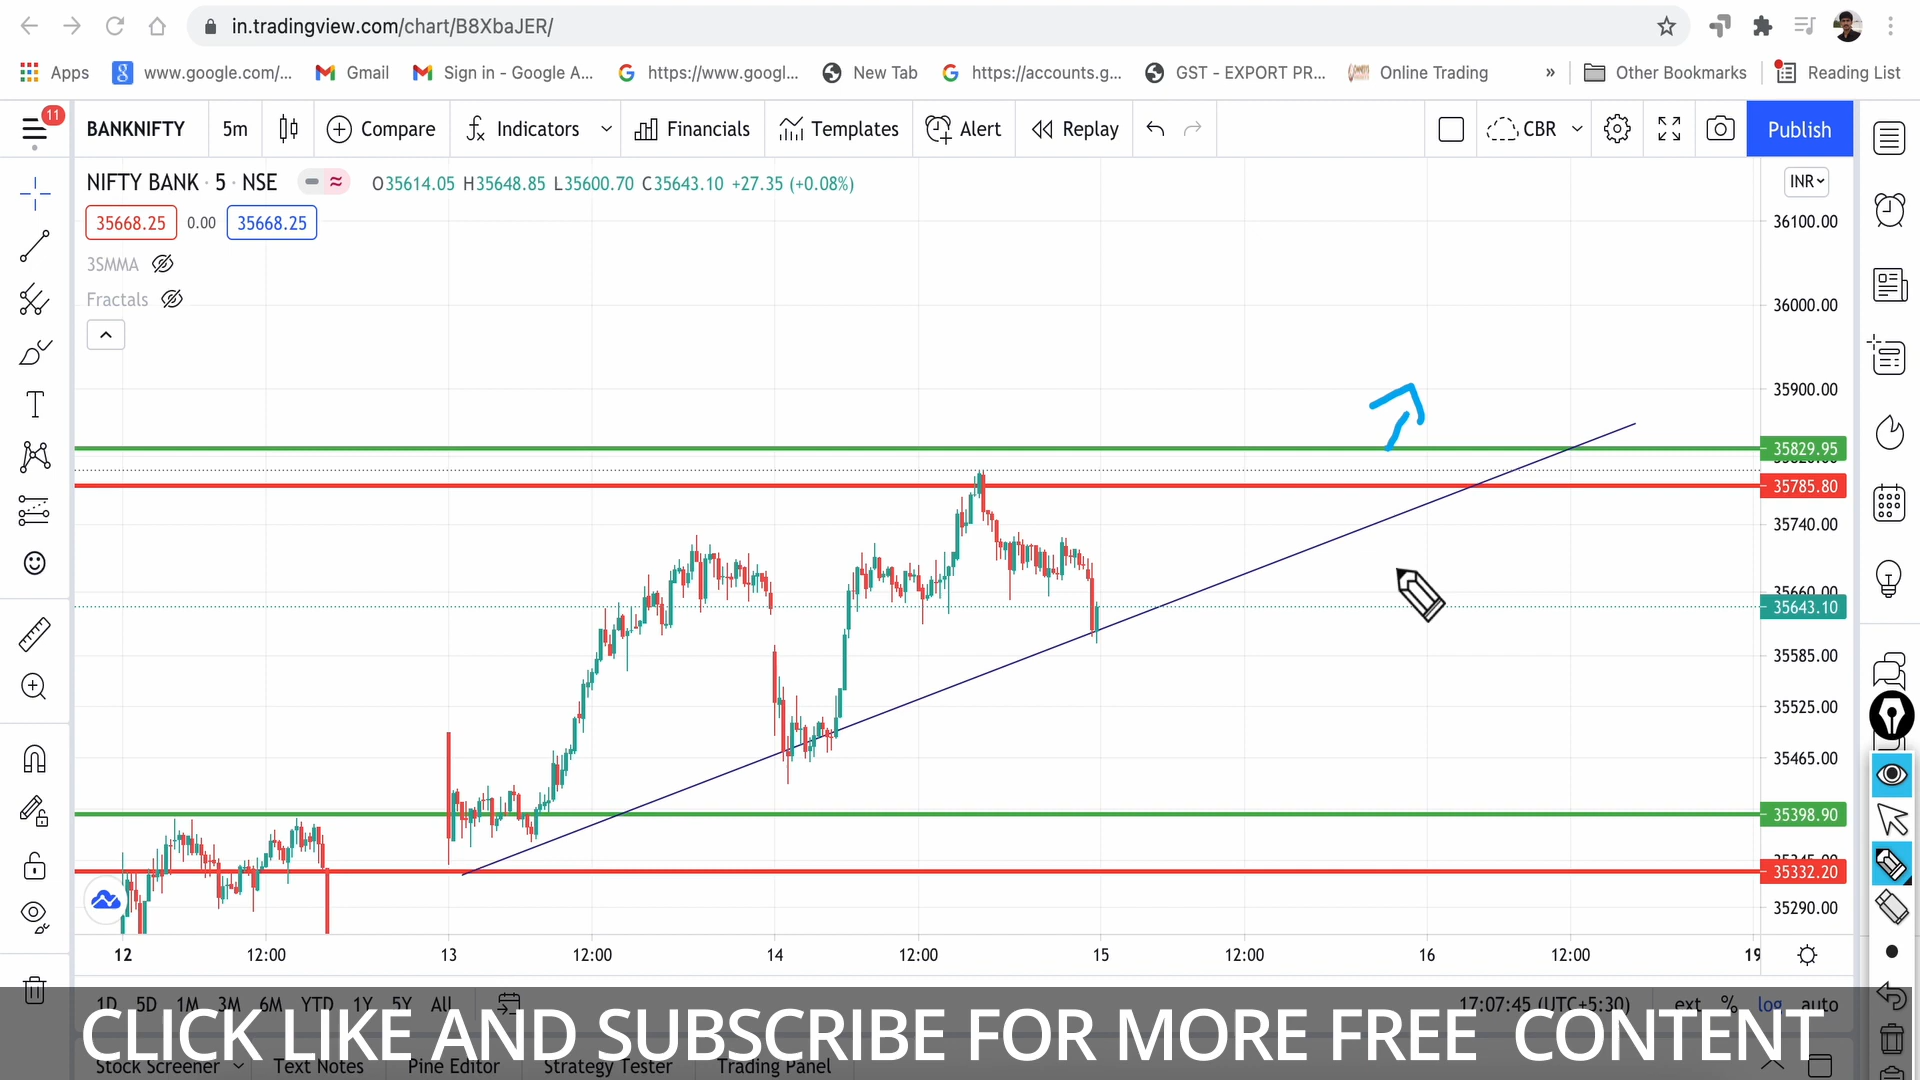 in.tradingview.com/chart/B8XbaJER/
Apps www.google.com/... Gmail Sign in - Google A... https://www.googl... New Tab https://accounts.g... GST - EXPORT PR... Online Trading » Other Bookmarks Reading List
11
BANKNIFTY 5m Compare Indicators Financials Templates Alert Replay CBR Publish
NIFTY BANK · 5 · NSE O35614.05 H35648.85 L35600.70 C35643.10 +27.35 (+0.08%) INR
35668.25 0.00 35668.25
3SMMA
Fractals
36100.00
36000.00
35900.00
35829.95
35785.80
35740.00
35660.00
35643.10
35585.00
35525.00
35465.00
35398.90
35332.20
35290.00
12 12:00 13 12:00 14 12:00 15 12:00 16 12:00 19
1D 5D 1M 3M 6M YTD 1Y 5Y All 17:07:45 (UTC+5:30) ext % log auto
CLICK LIKE AND SUBSCRIBE FOR MORE FREE CONTENT
Stock Screener Text Notes Pine Editor Strategy Tester Trading Panel